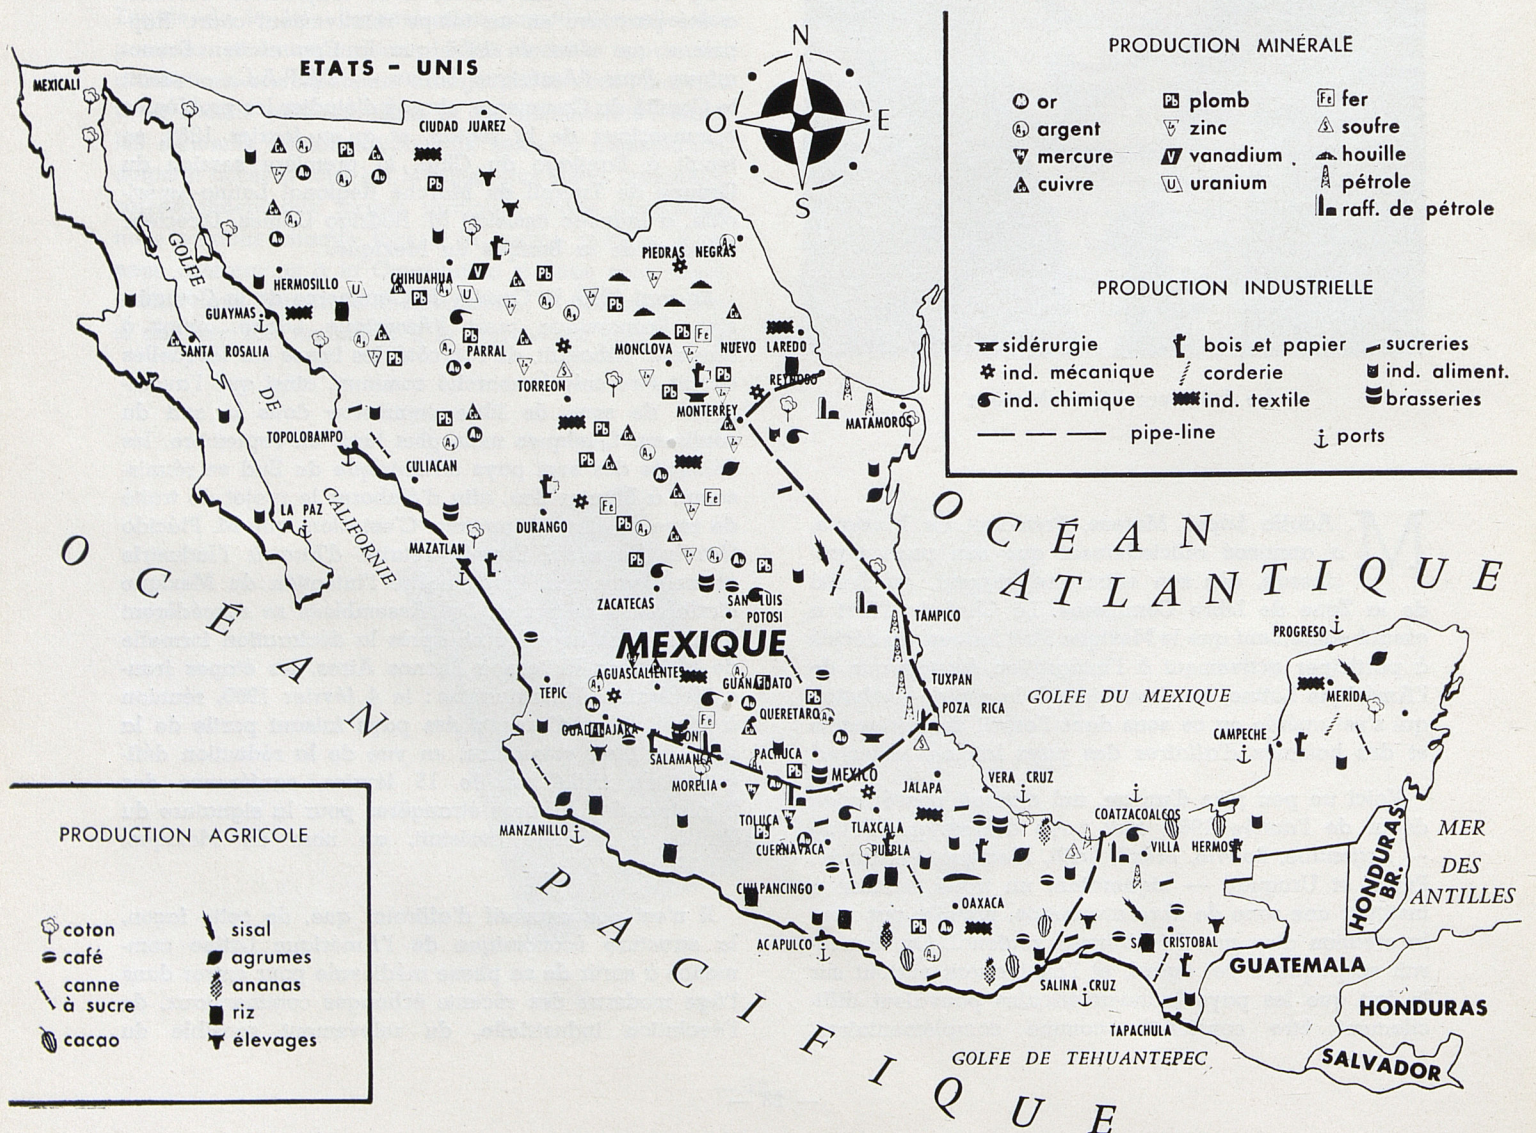 N
O
E
S
ETATS - UNIS
MEXICALI
CIUDAD JUAREZ
PIEDRAS NEGRAS
GOLFE
DE
CALIFORNIE
HERMOSILLO
CHIHUAHUA
GUAYMAS
SANTA ROSALIA
PARRAL
MONCLOVA
NUEVO LAREDO
TORREON
REYNOSO
MONTERREY
MATAMOROS
TOPOLOBAMPO
CULIACAN
LA PAZ
DURANGO
MAZATLAN
ZACATECAS
SAN LUIS
POTOSI
TAMPICO
MEXIQUE
AGUASCALIENTES
TEPIC
TUXPAN
QUERETARO
POZA RICA
GUADALAJARA
SALAMANCA
PACHUCA
MEXICO
MORELIA
JALAPA
VERA CRUZ
MANZANILLO
TOLUCA
TLAXCALA
COATZACOALCOS
CUERNAVACA
PUEBLA
VILLA HERMOSA
CHILPANCINGO
OAXACA
ACAPULCO
SAN CRISTOBAL
SALINA CRUZ
TAPACHULA
PROGRESO
MERIDA
CAMPECHE
GOLFE DU MEXIQUE
GOLFE DE TEHUANTEPEC
OCÉAN
ATLANTIQUE
OCÉAN
PACIFIQUE
MER
DES
ANTILLES
HONDURAS
BR.
GUATEMALA
HONDURAS
SALVADOR
PRODUCTION MINÉRALE
or
plomb
fer
argent
zinc
soufre
mercure
vanadium
houille
cuivre
uranium
pétrole
raff. de pétrole
PRODUCTION INDUSTRIELLE
sidérurgie
bois et papier
sucreries
ind. mécanique
corderie
ind. aliment.
ind. chimique
ind. textile
brasseries
pipe-line
ports
PRODUCTION AGRICOLE
coton
sisal
café
agrumes
canne
à sucre
ananas
riz
cacao
élevages